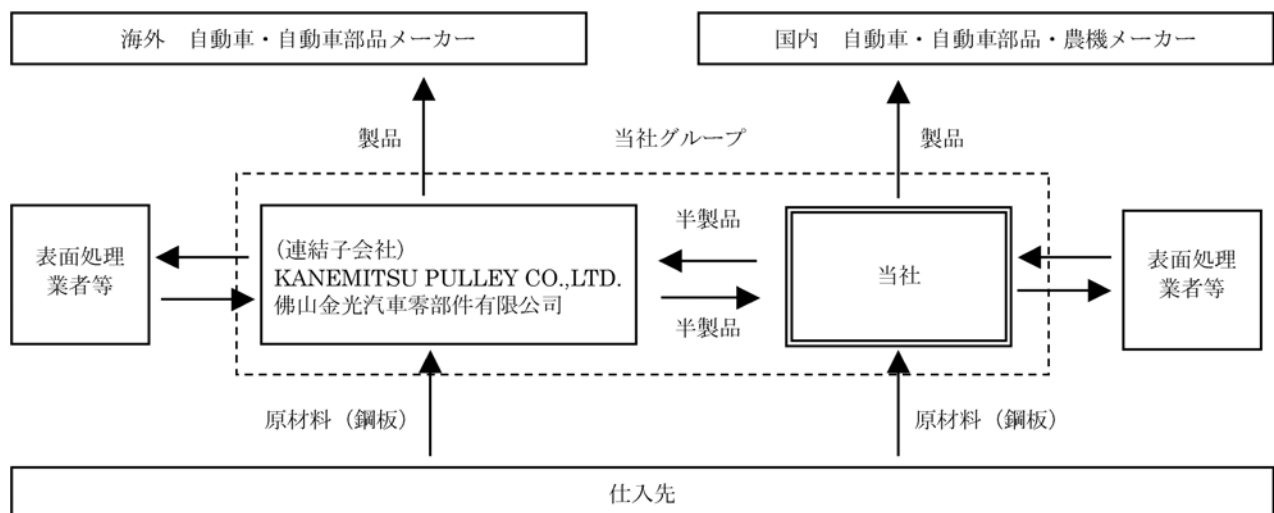 海外　自動車・自動車部品メーカー
国内　自動車・自動車部品・農機メーカー
製品
当社グループ
製品
表面処理
業者等
(連結子会社)
KANEMITSU PULLEY CO.,LTD.
佛山金光汽車零部件有限公司
半製品
半製品
当社
表面処理
業者等
原材料（鋼板）
原材料（鋼板）
仕入先